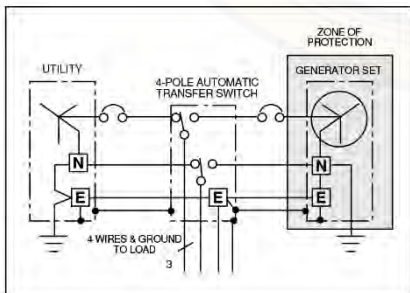 ZONE OF
PROTECTION
UTILITY
4-POLE AUTOMATIC
TRANSFER SWITCH
GENERATOR SET
N
N
E
E
E
4 WIRES & GROUND
TO LOAD
3